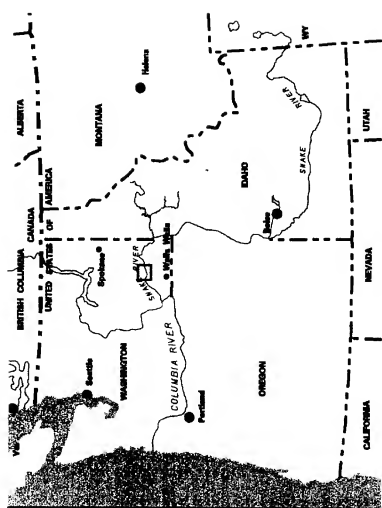 BRITISH COLUMBIA
ALBERTA
CANADA
UNITED STATES OF AMERICA
Seattle
Spokane
WASHINGTON
MONTANA
Helena
SNAKE RIVER
Walla Walla
COLUMBIA RIVER
Portland
OREGON
IDAHO
Boise
SNAKE RIVER
WY
CALIFORNIA
NEVADA
UTAH